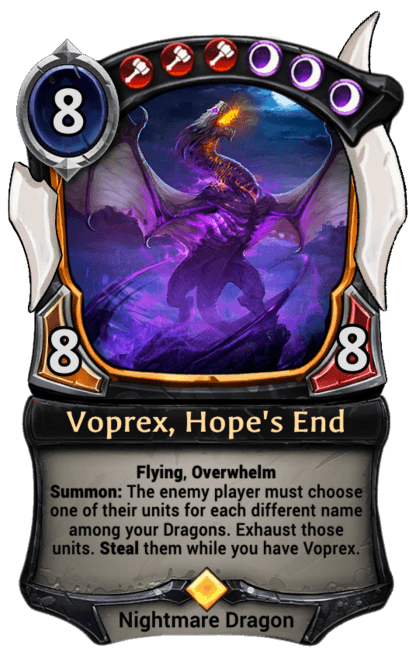 8
8
8
Voprex, Hope's End
Flying, Overwhelm
Summon: The enemy player must choose
one of their units for each different name
among your Dragons. Exhaust those
units. Steal them while you have Voprex.
Nightmare Dragon